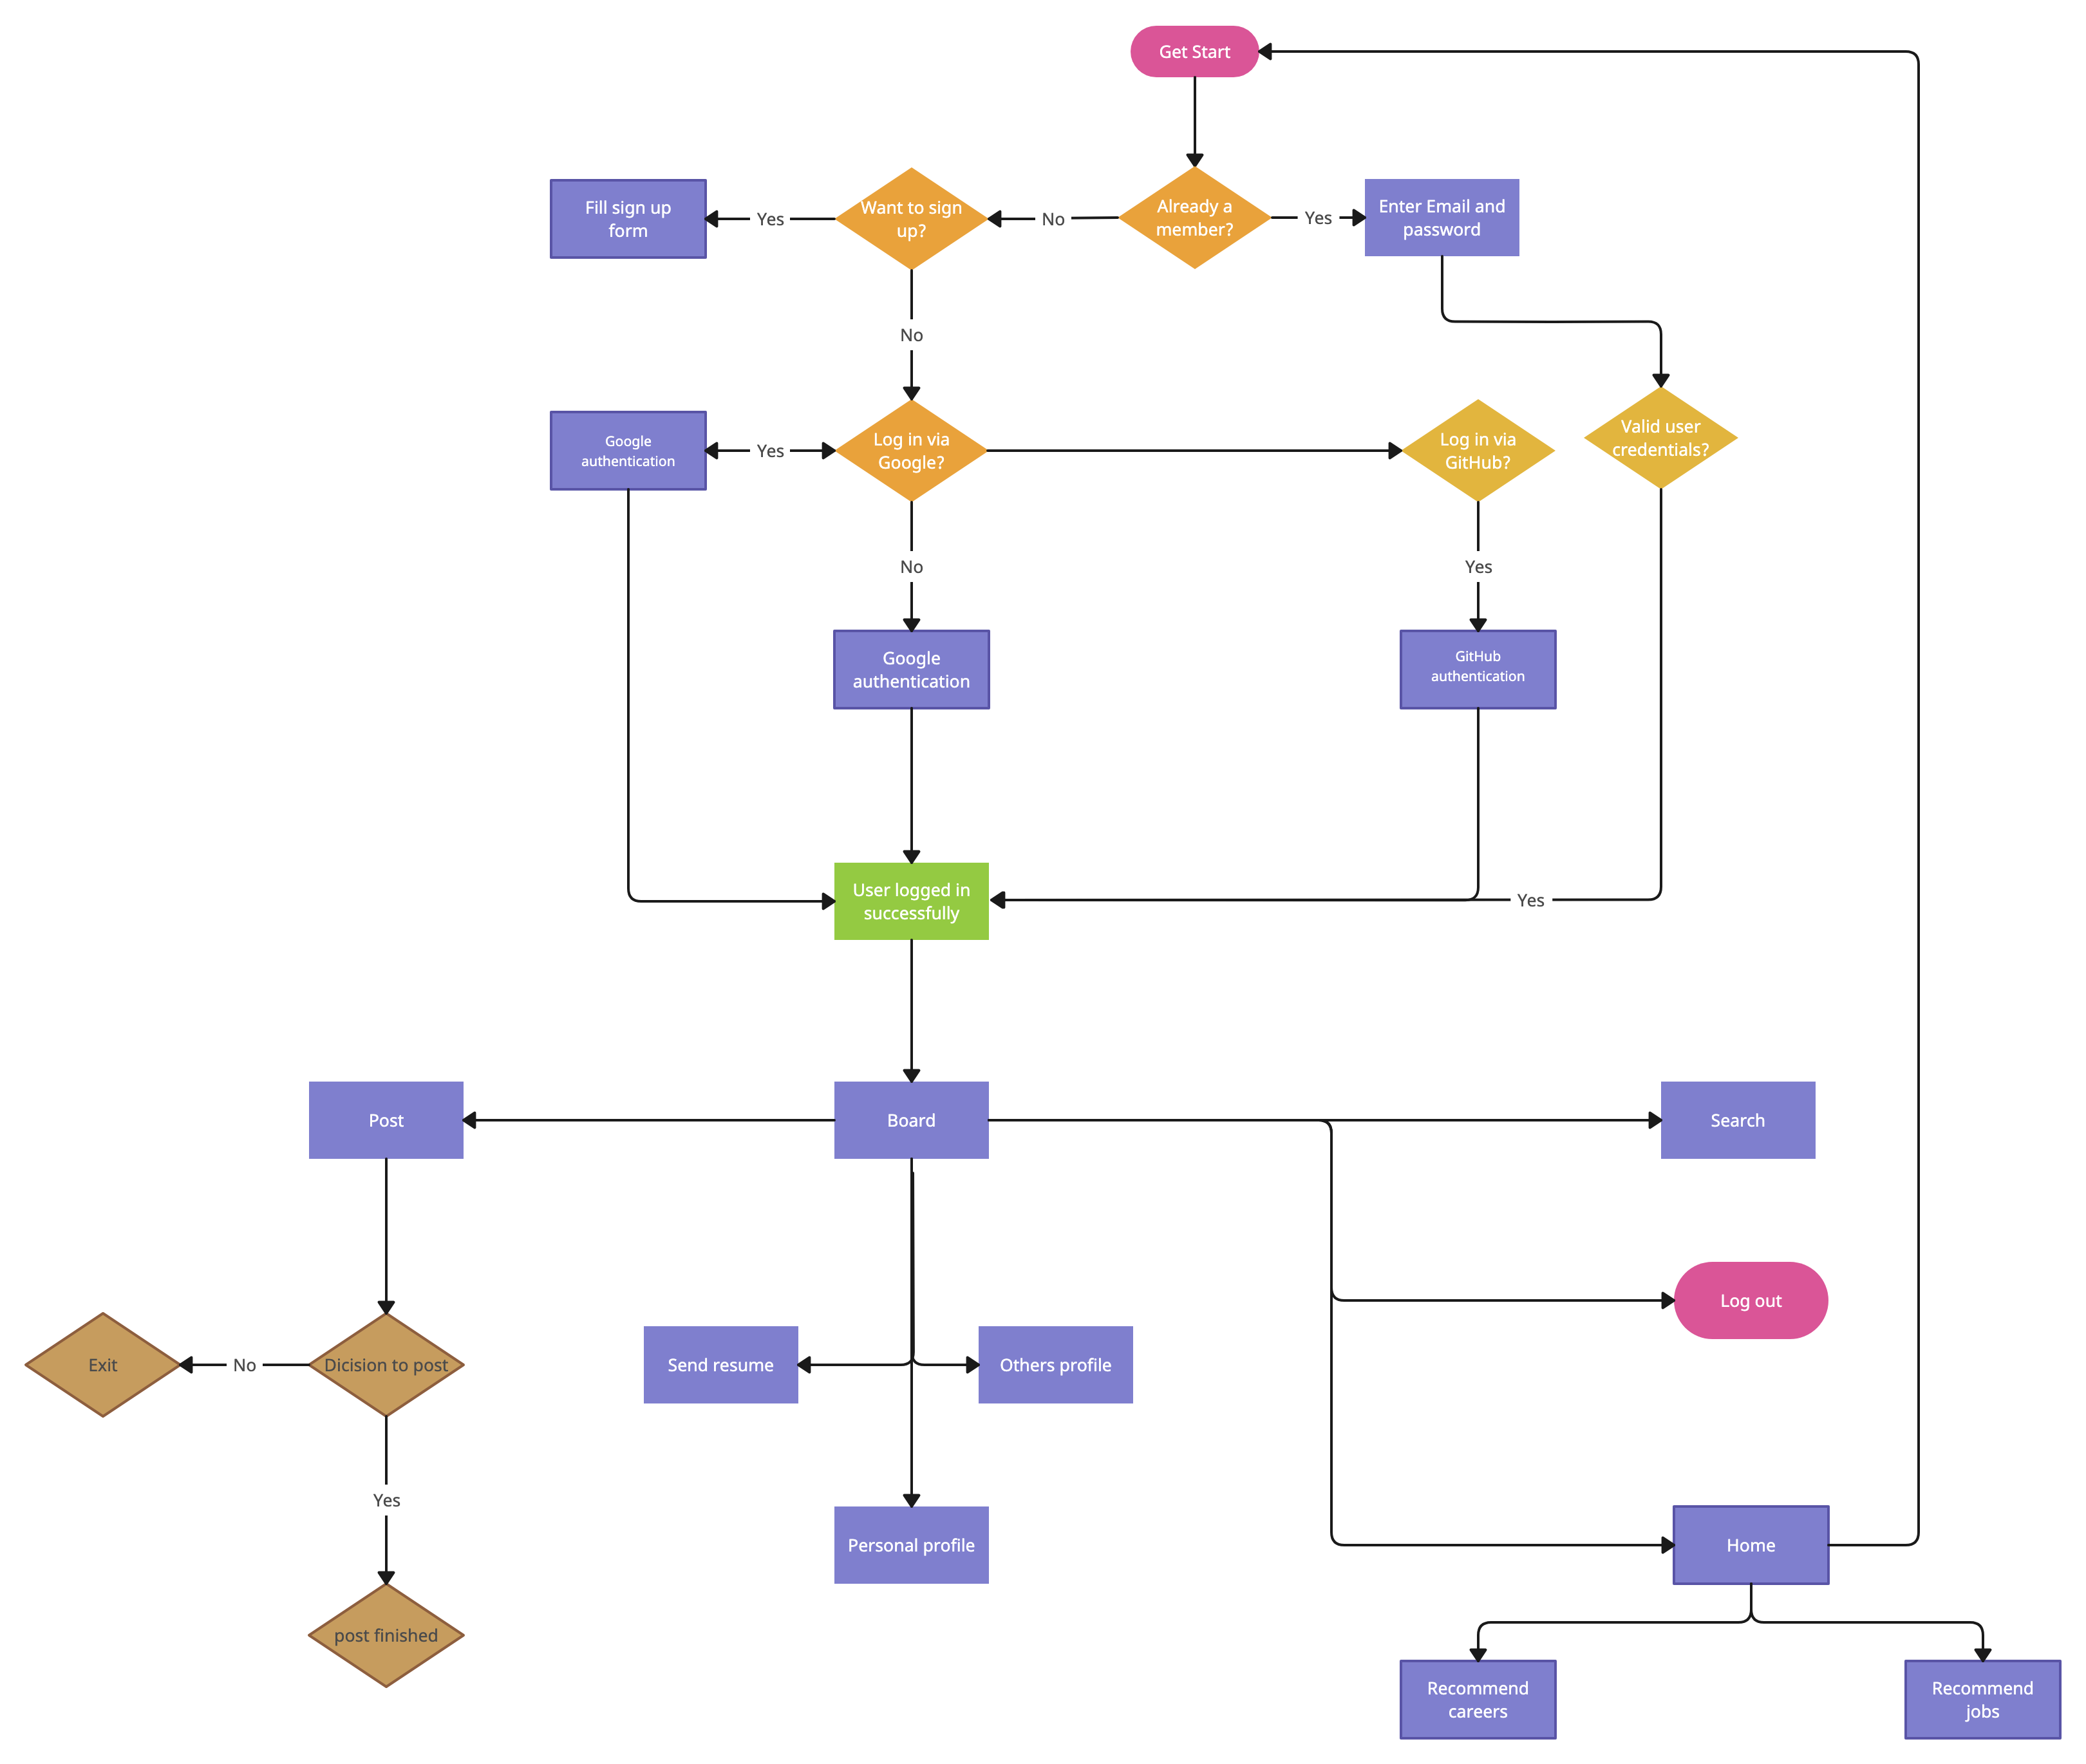 Get Start
Fill sign up
form
Yes
Want to sign
up?
No
Already a
member?
Yes
Enter Email and
password
No
Google
authentication
Yes
Log in via
Google?
Log in via
GitHub?
Valid user
credentials?
No
Yes
Google
authentication
GitHub
authentication
User logged in
successfully
Yes
Post
Board
Search
Log out
Exit
No
Dicision to post
Send resume
Others profile
Yes
Personal profile
Home
post finished
Recommend
careers
Recommend
jobs